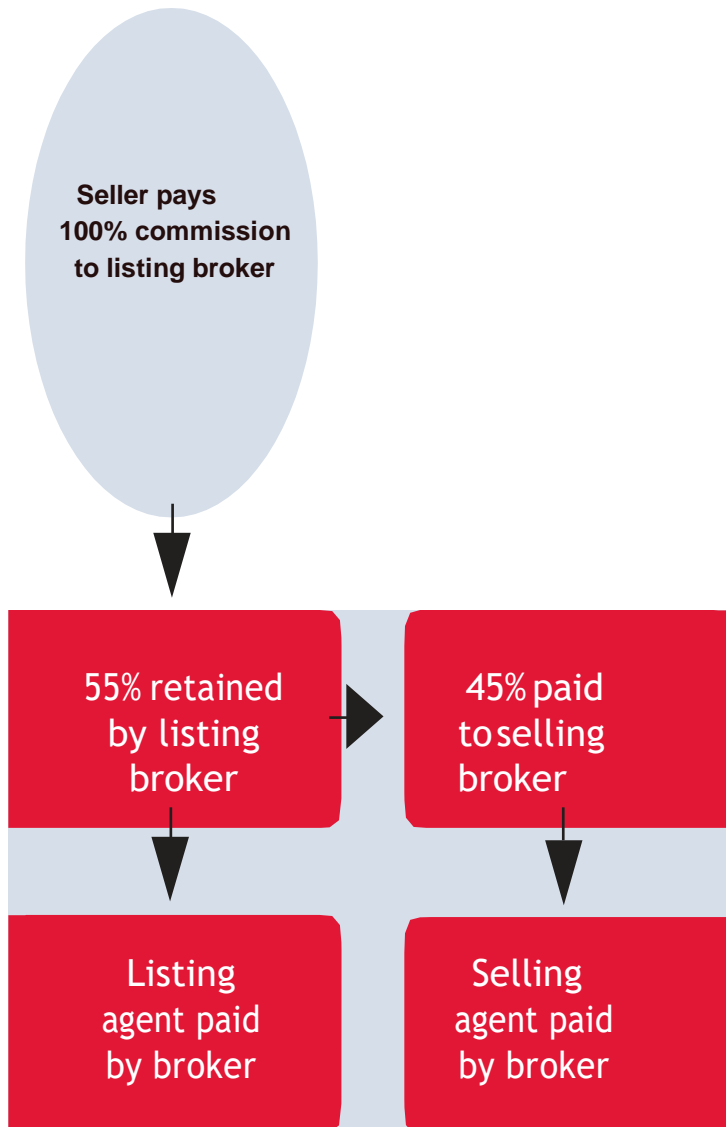 Seller pays
100% commission
to listing broker
55% retained
by listing
broker
45% paid
to selling
broker
Listing
agent paid
by broker
Selling
agent paid
by broker